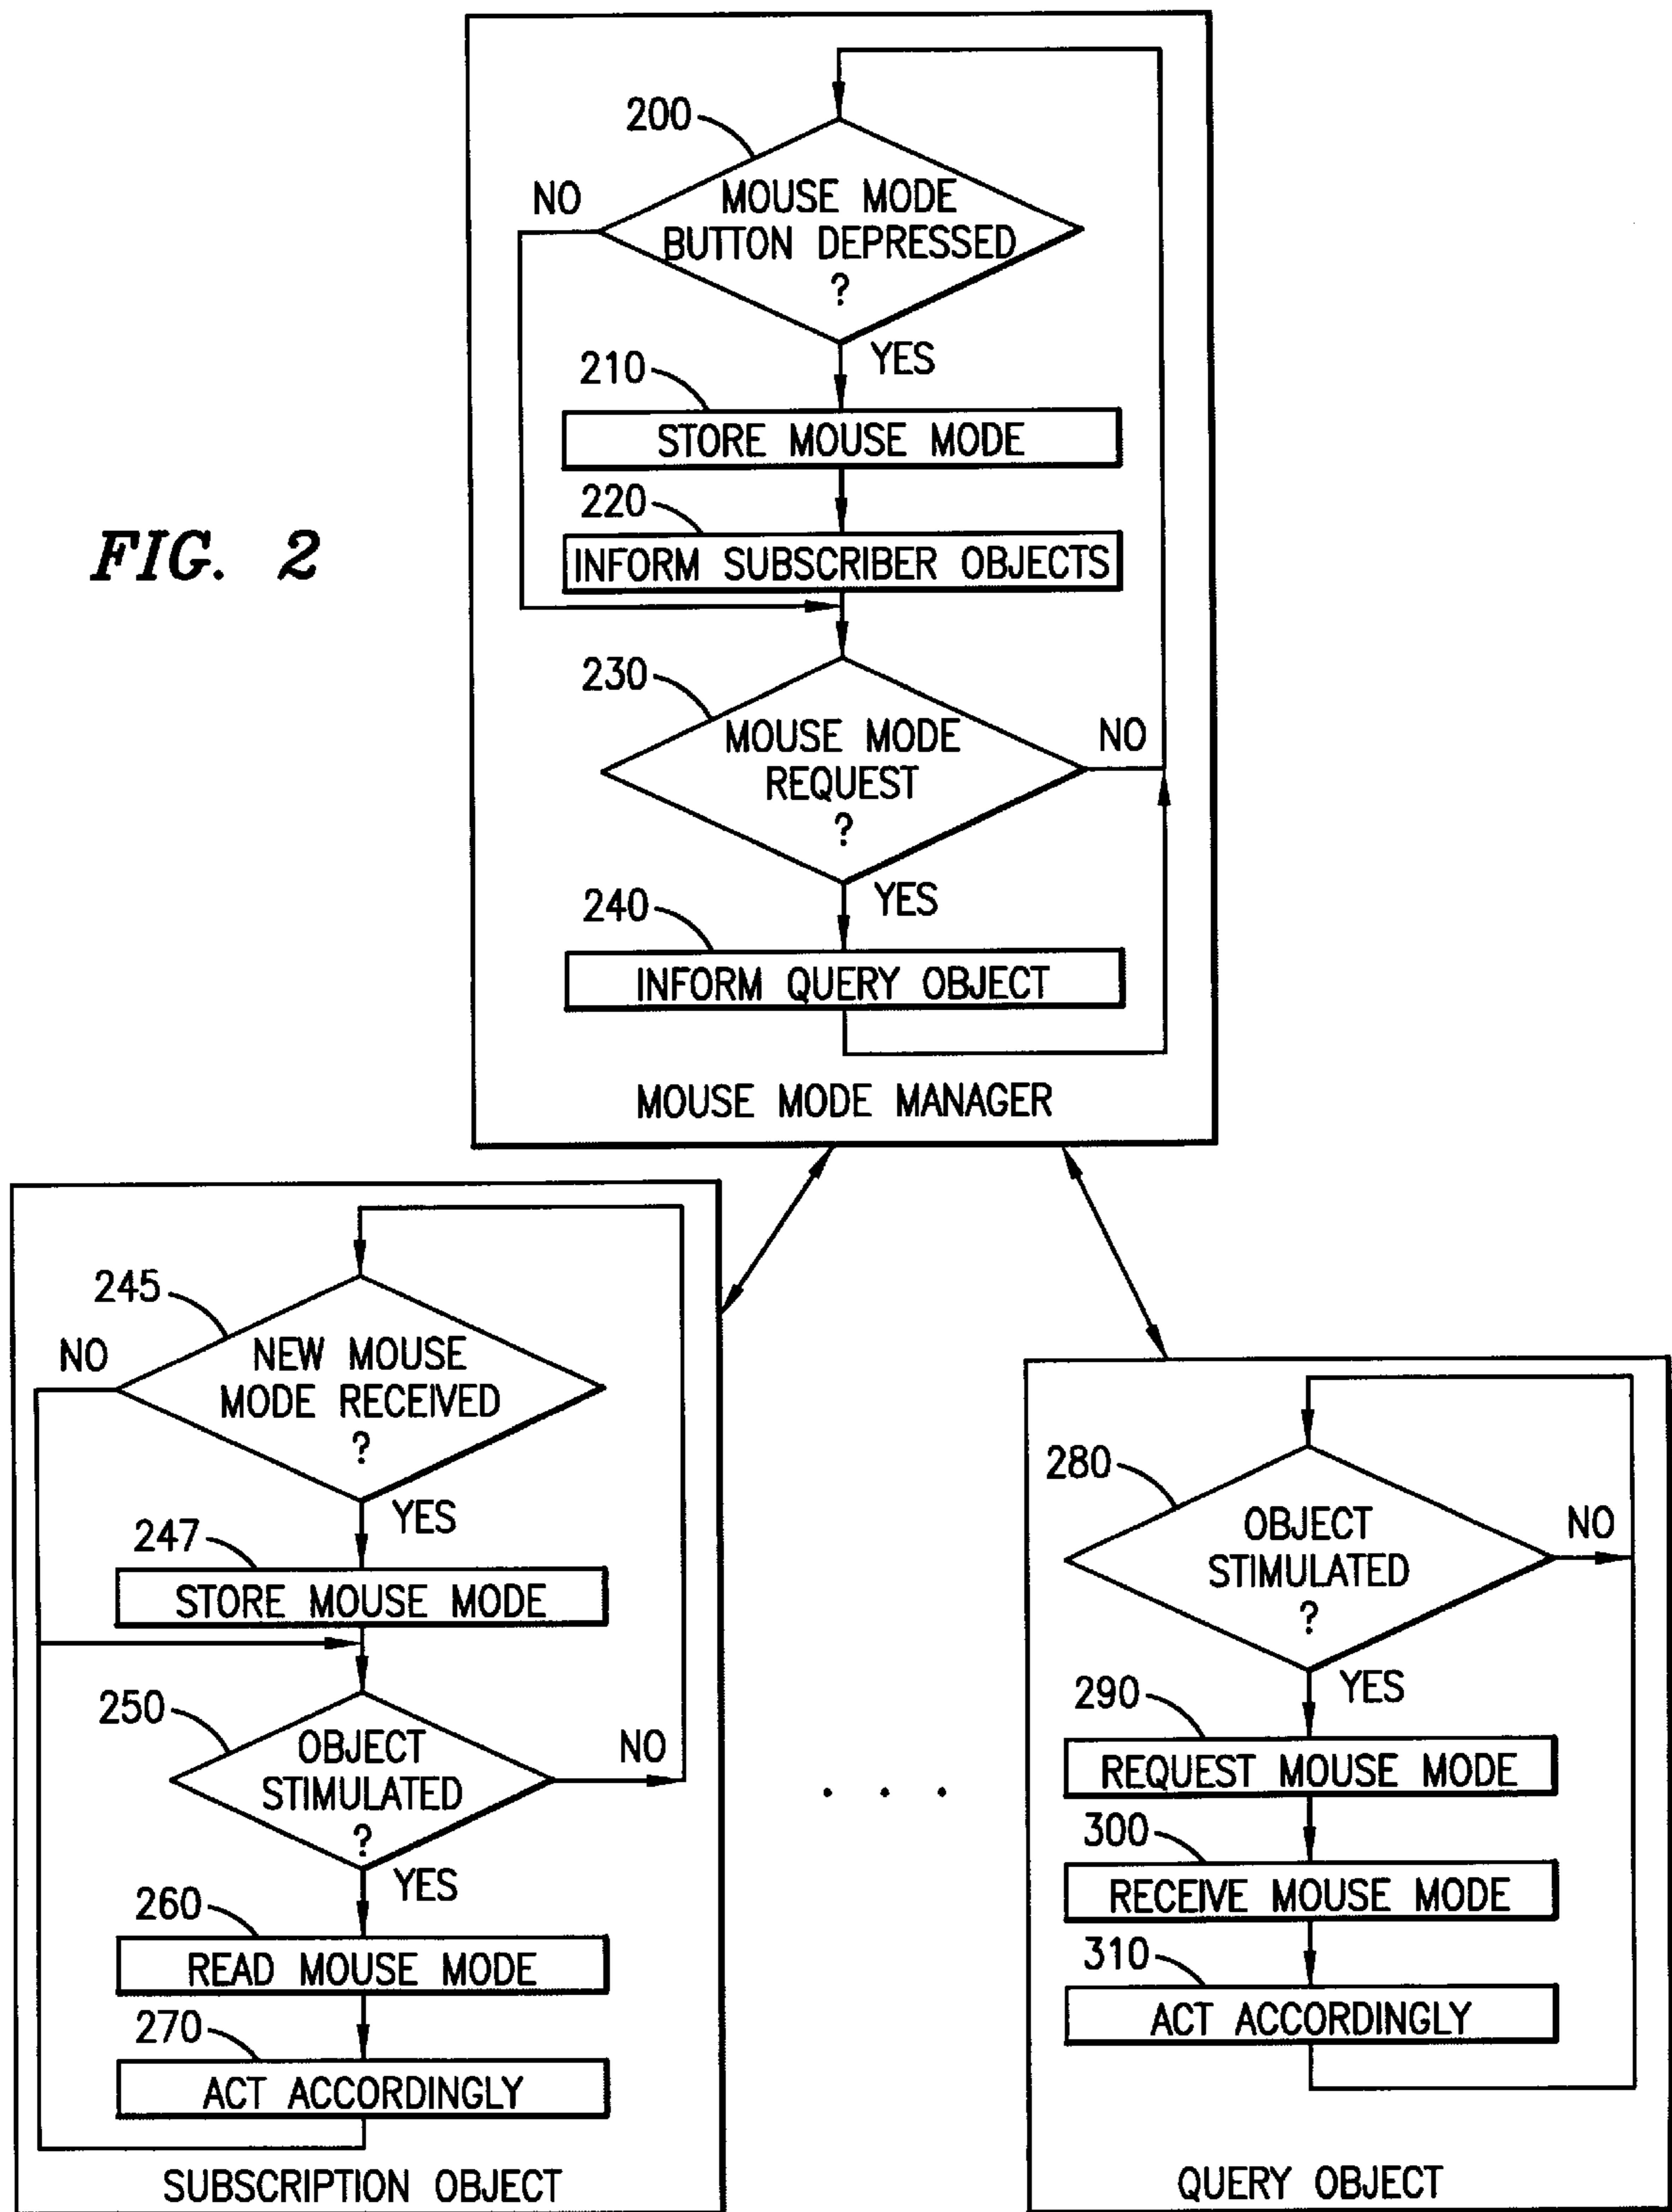 FIG. 2
200
NO
MOUSE MODE
BUTTON DEPRESSED
?
YES
210
STORE MOUSE MODE
220
INFORM SUBSCRIBER OBJECTS
230
MOUSE MODE
REQUEST
?
NO
YES
240
INFORM QUERY OBJECT
MOUSE MODE MANAGER
245
NO
NEW MOUSE
MODE RECEIVED
?
YES
247
STORE MOUSE MODE
250
OBJECT
STIMULATED
?
NO
YES
260
READ MOUSE MODE
270
ACT ACCORDINGLY
SUBSCRIPTION OBJECT
. . .
280
OBJECT
STIMULATED
?
NO
YES
290
REQUEST MOUSE MODE
300
RECEIVE MOUSE MODE
310
ACT ACCORDINGLY
QUERY OBJECT